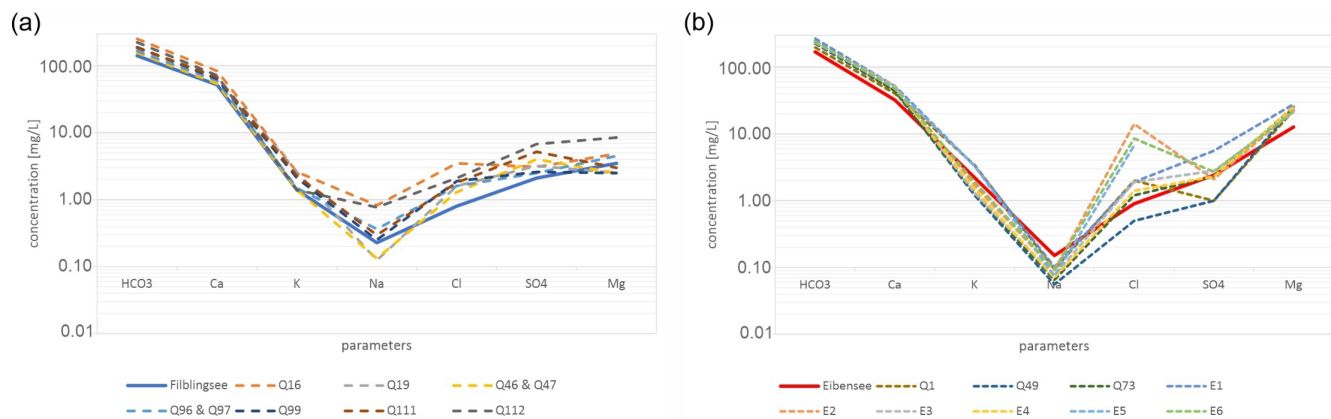 (a)
concentration [mg/L]
100.00
10.00
1.00
0.10
0.01
HCO3 Ca K Na Cl SO4 Mg
parameters
Filblingsee Q16 Q19 Q46 & Q47
Q96 & Q97 Q99 Q111 Q112
(b)
concentration [mg/L]
100.00
10.00
1.00
0.10
0.01
HCO3 Ca K Na Cl SO4 Mg
parameters
Eibensee Q1 Q49 Q73 E1
E2 E3 E4 E5 E6